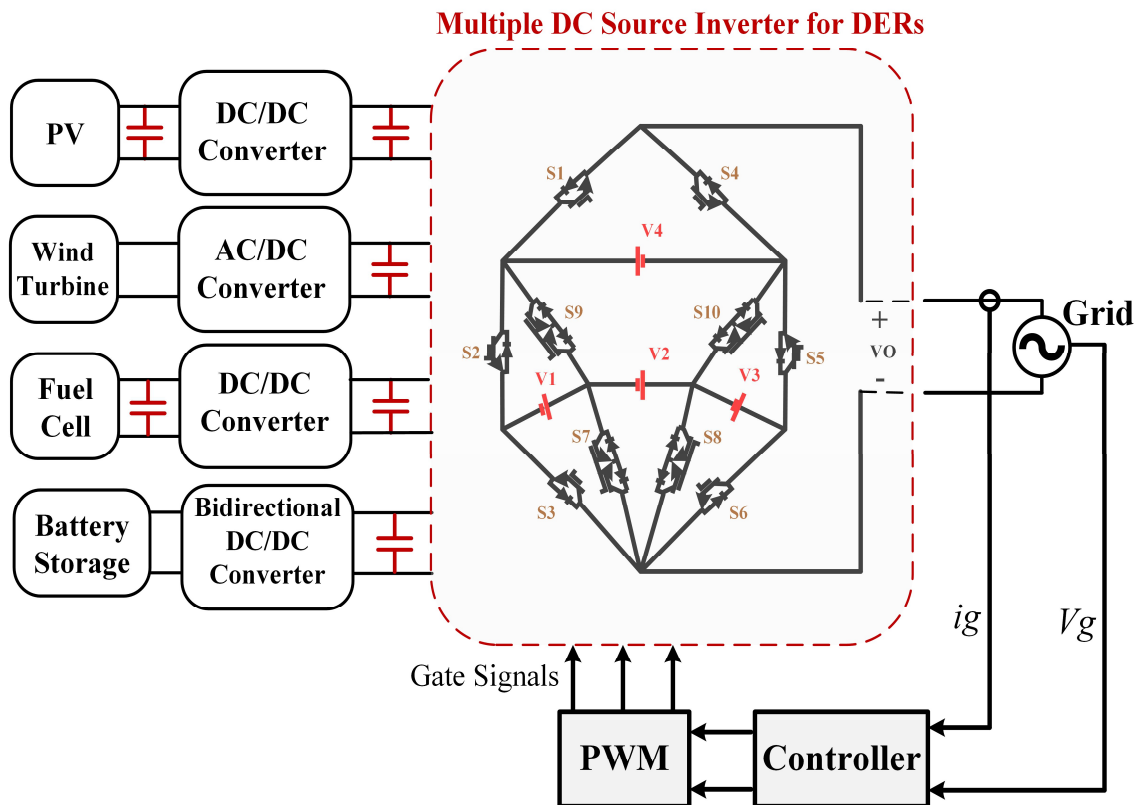 Multiple DC Source Inverter for DERs
PV
DC/DC
Converter
Wind
Turbine
AC/DC
Converter
Fuel
Cell
DC/DC
Converter
Battery
Storage
Bidirectional
DC/DC
Converter
S1
S4
V4
S9
S10
S2
V2
S5
V1
V3
S7
S8
S3
S6
+
VO
-
Grid
ig
Vg
Gate Signals
PWM
Controller